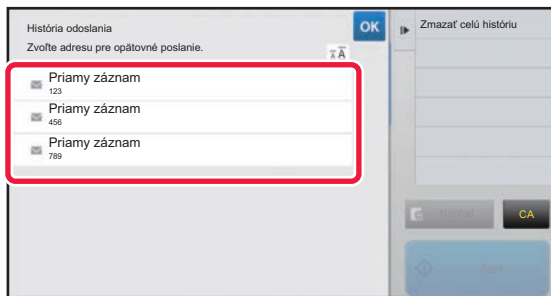 História odoslania
OK
Zmazať celú históriu
Zvoľte adresu pre opätovné poslanie.
A A
Priamy záznam
123
Priamy záznam
456
Priamy záznam
789
Náhľad
CA
Štart